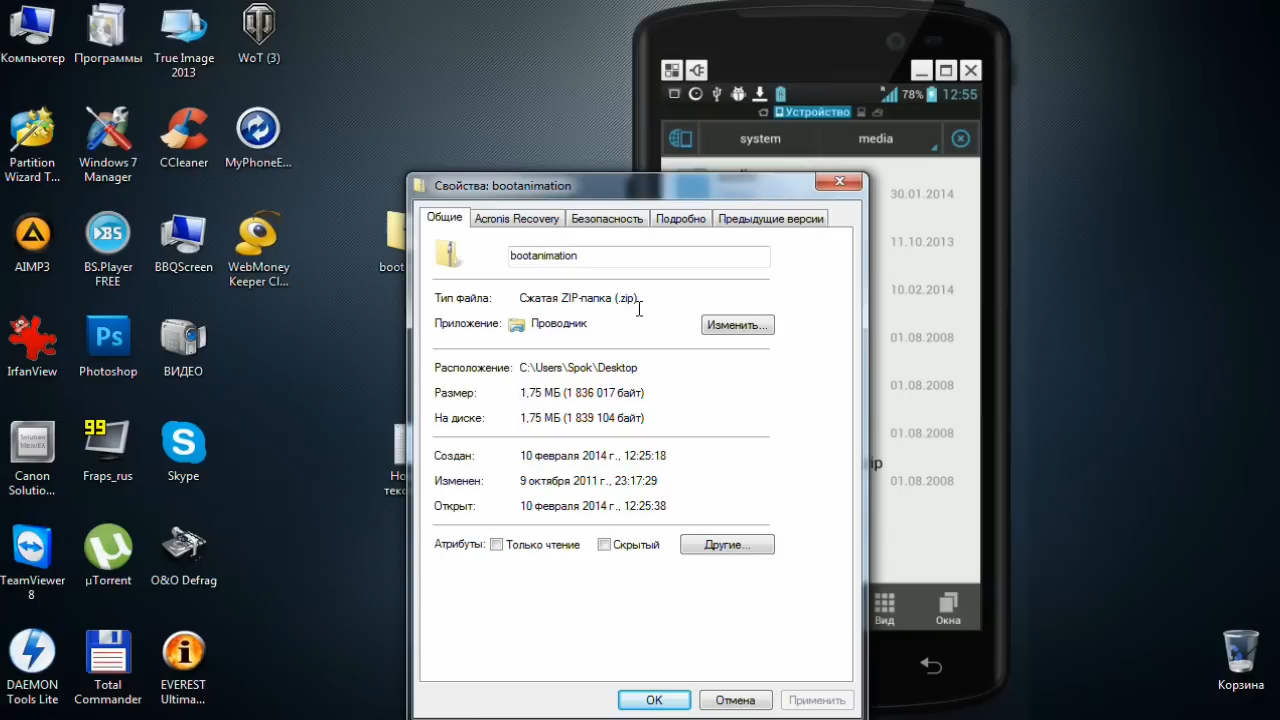 Компьютер
Программы
True Image
2013
WoT (3)
Partition
Wizard T...
Windows 7
Manager
CCleaner
MyPhoneE...
AIMP3
BS.Player
FREE
BBQScreen
WebMoney
Keeper Cl...
IrfanView
Photoshop
ВИДЕО
Canon
Solutio...
99
Fraps_rus
Skype
TeamViewer
8
µTorrent
O&O Defrag
DAEMON
Tools Lite
Total
Commander
EVEREST
Ultima...
boot
Но
текс
78% 12:55
Устройство
system
media
30.01.2014
11.10.2013
10.02.2014
01.08.2008
01.08.2008
01.08.2008
ip
01.08.2008
Вид
Окна
Свойства: bootanimation
Общие
Acronis Recovery
Безопасность
Подробно
Предыдущие версии
bootanimation
Тип файла: Сжатая ZIP-папка (.zip)
Приложение: Проводник
Изменить...
Расположение: C:\Users\Spok\Desktop
Размер: 1,75 МБ (1 836 017 байт)
На диске: 1,75 МБ (1 839 104 байт)
Создан: 10 февраля 2014 г., 12:25:18
Изменен: 9 октября 2011 г., 23:17:29
Открыт: 10 февраля 2014 г., 12:25:38
Атрибуты: Только чтение Скрытый Другие...
OK
Отмена
Применить
Корзина